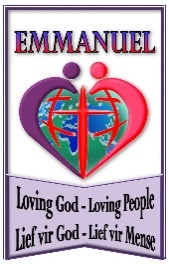 EMMANUEL
Loving God - Loving People
Lief vir God - Lief vir Mense